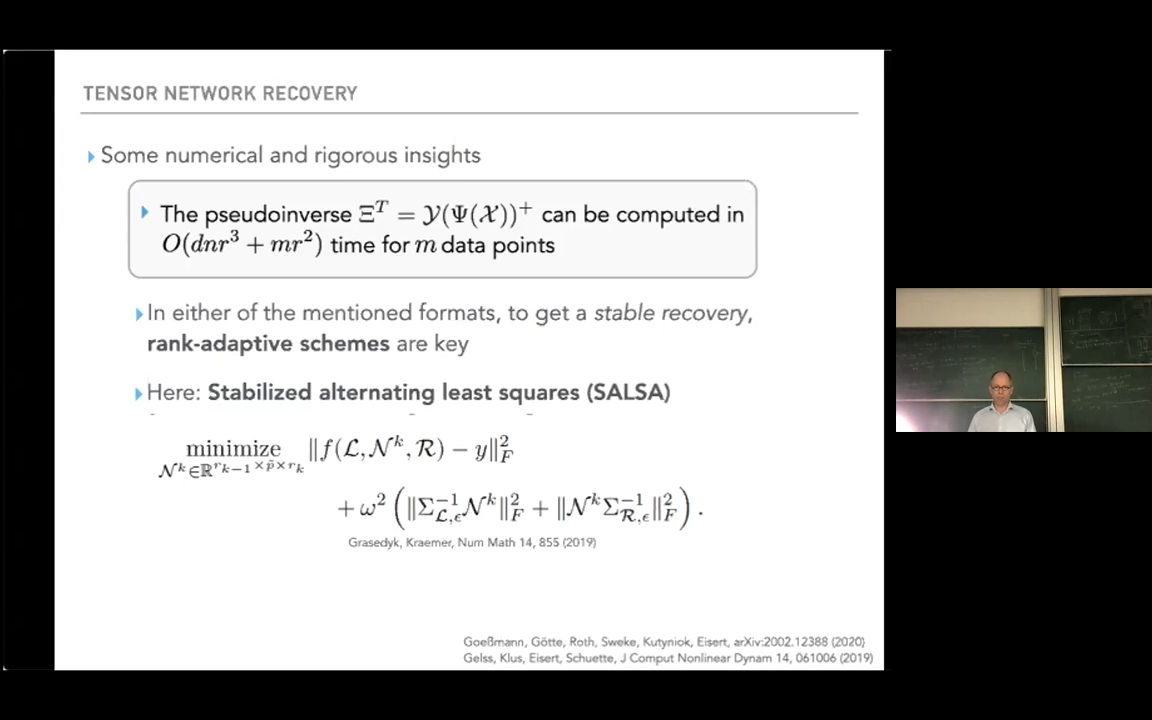 TENSOR NETWORK RECOVERY
Some numerical and rigorous insights
The pseudoinverse Ξ^T = 𝒴(Ψ(𝒳))^+ can be computed in
O(dnr^3 + mr^2) time for m data points
In either of the mentioned formats, to get a stable recovery,
rank-adaptive schemes are key
Here: Stabilized alternating least squares (SALSA)
minimize ‖f(ℒ, 𝒩^k, ℛ) − y‖_F^2
𝒩^k∈ℝ^{r_{k−1}×p̃×r_k}
+ ω^2 (‖Σ_{ℒ,ϵ}^{−1} 𝒩^k‖_F^2 + ‖𝒩^k Σ_{ℛ,ϵ}^{−1}‖_F^2).
Grasedyk, Kraemer, Num Math 14, 855 (2019)
Goeßmann, Götte, Roth, Sweke, Kutyniok, Eisert, arXiv:2002.12388 (2020)
Gelss, Klus, Eisert, Schuette, J Comput Nonlinear Dynam 14, 061006 (2019)